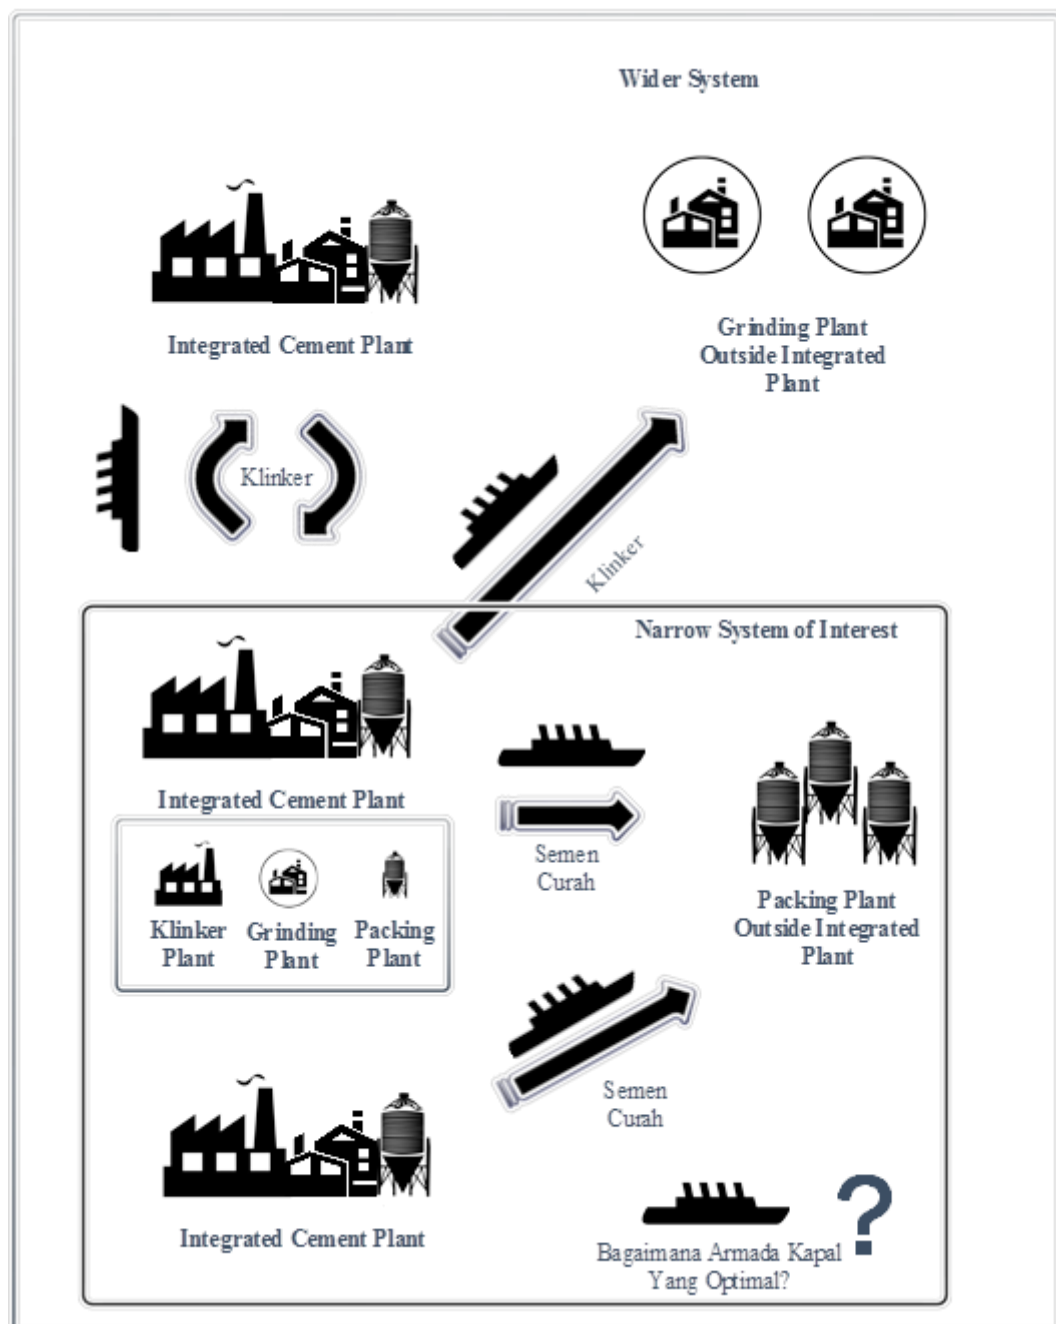 Wider System
Integrated Cement Plant
Grinding Plant
Outside Integrated
Plant
Klinker
Klinker
Narrow System of Interest
Integrated Cement Plant
Klinker
Plant
Grinding
Plant
Packing
Plant
Semen
Curah
Packing Plant
Outside Integrated
Plant
Semen
Curah
Integrated Cement Plant
Bagaimana Armada Kapal
Yang Optimal?
?